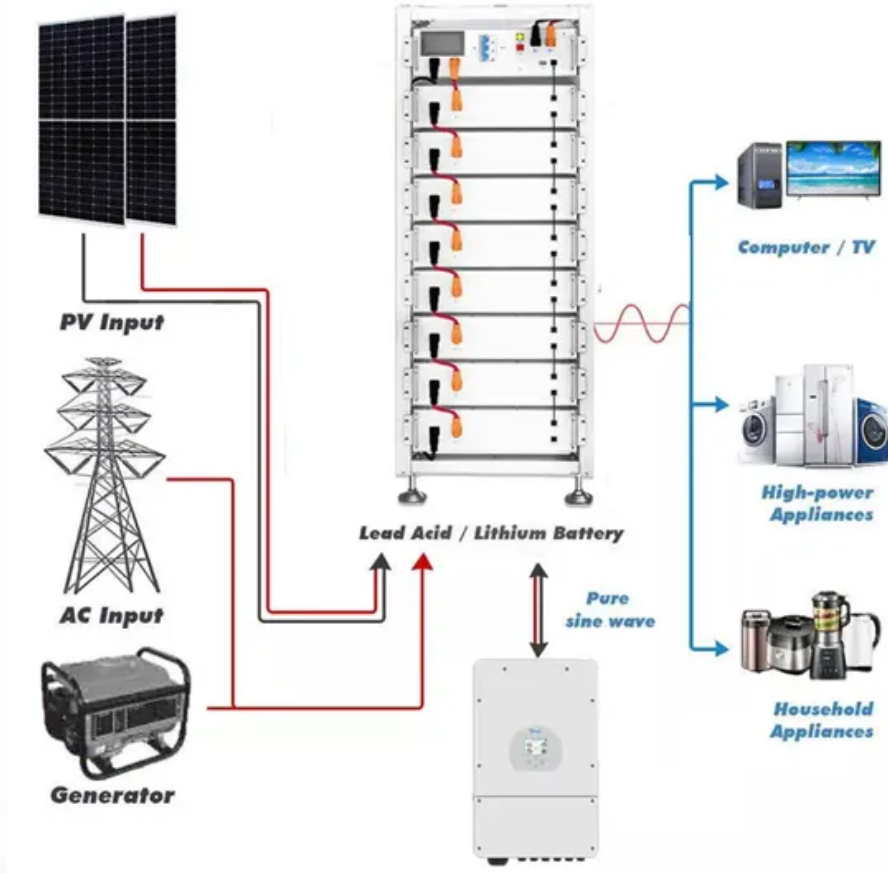 Computer / TV
PV Input
High-power
Appliances
Lead Acid / Lithium Battery
Pure
sine wave
AC Input
Household
Appliances
Generator